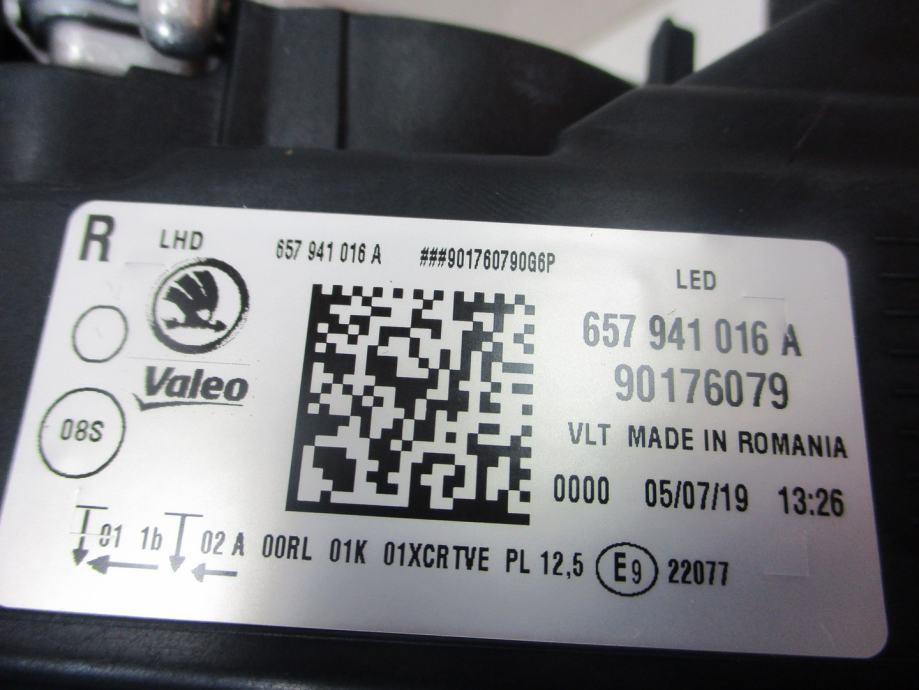 R LHD 657 941 016 A ###901760790G6P
LED
657 941 016 A
Valeo
90176079
08S
VLT MADE IN ROMANIA
0000 05/07/19 13:26
01 1b 02 A 00RL 01K 01XCRTVE PL 12,5 E9 22077